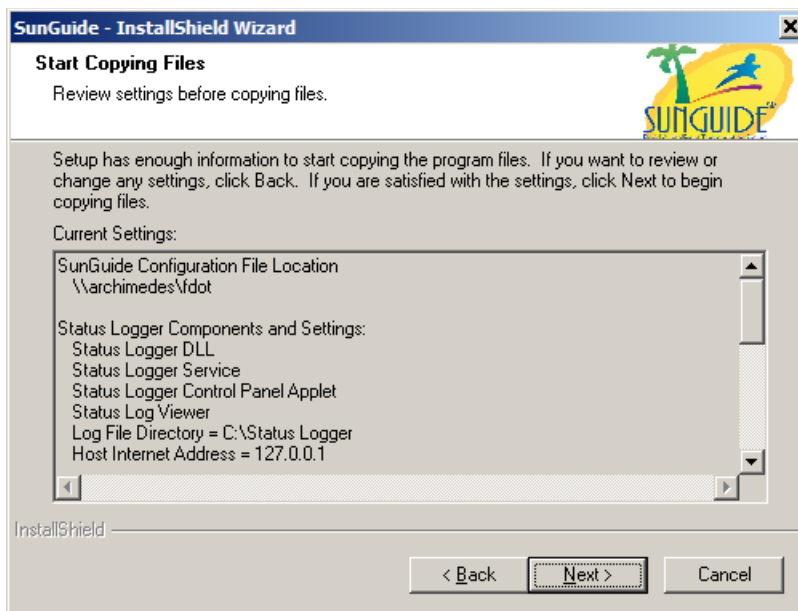 SunGuide - InstallShield Wizard
Start Copying Files
Review settings before copying files.
SUNGUIDE
Setup has enough information to start copying the program files. If you want to review or
change any settings, click Back. If you are satisfied with the settings, click Next to begin
copying files.
Current Settings:
SunGuide Configuration File Location
\\archimedes\fdot
Status Logger Components and Settings:
Status Logger DLL
Status Logger Service
Status Logger Control Panel Applet
Status Log Viewer
Log File Directory = C:\Status Logger
Host Internet Address = 127.0.0.1
InstallShield
< Back Next > Cancel